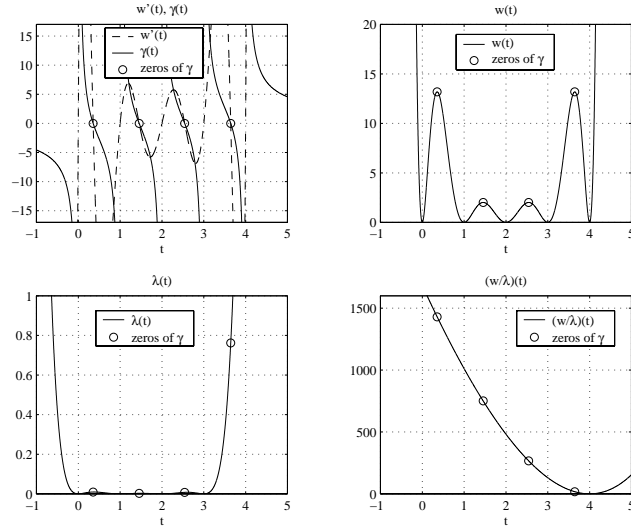 w'(t), γ(t)
15
10
5
0
−5
−10
−15
−1
0
1
2
3
4
5
t
w'(t)
γ(t)
zeros of γ
w(t)
20
15
10
5
0
−1
0
1
2
3
4
5
t
w(t)
zeros of γ
λ(t)
1
0.8
0.6
0.4
0.2
0
−1
0
1
2
3
4
5
t
λ(t)
zeros of γ
(w/λ)(t)
1500
1000
500
0
−1
0
1
2
3
4
5
t
(w/λ)(t)
zeros of γ